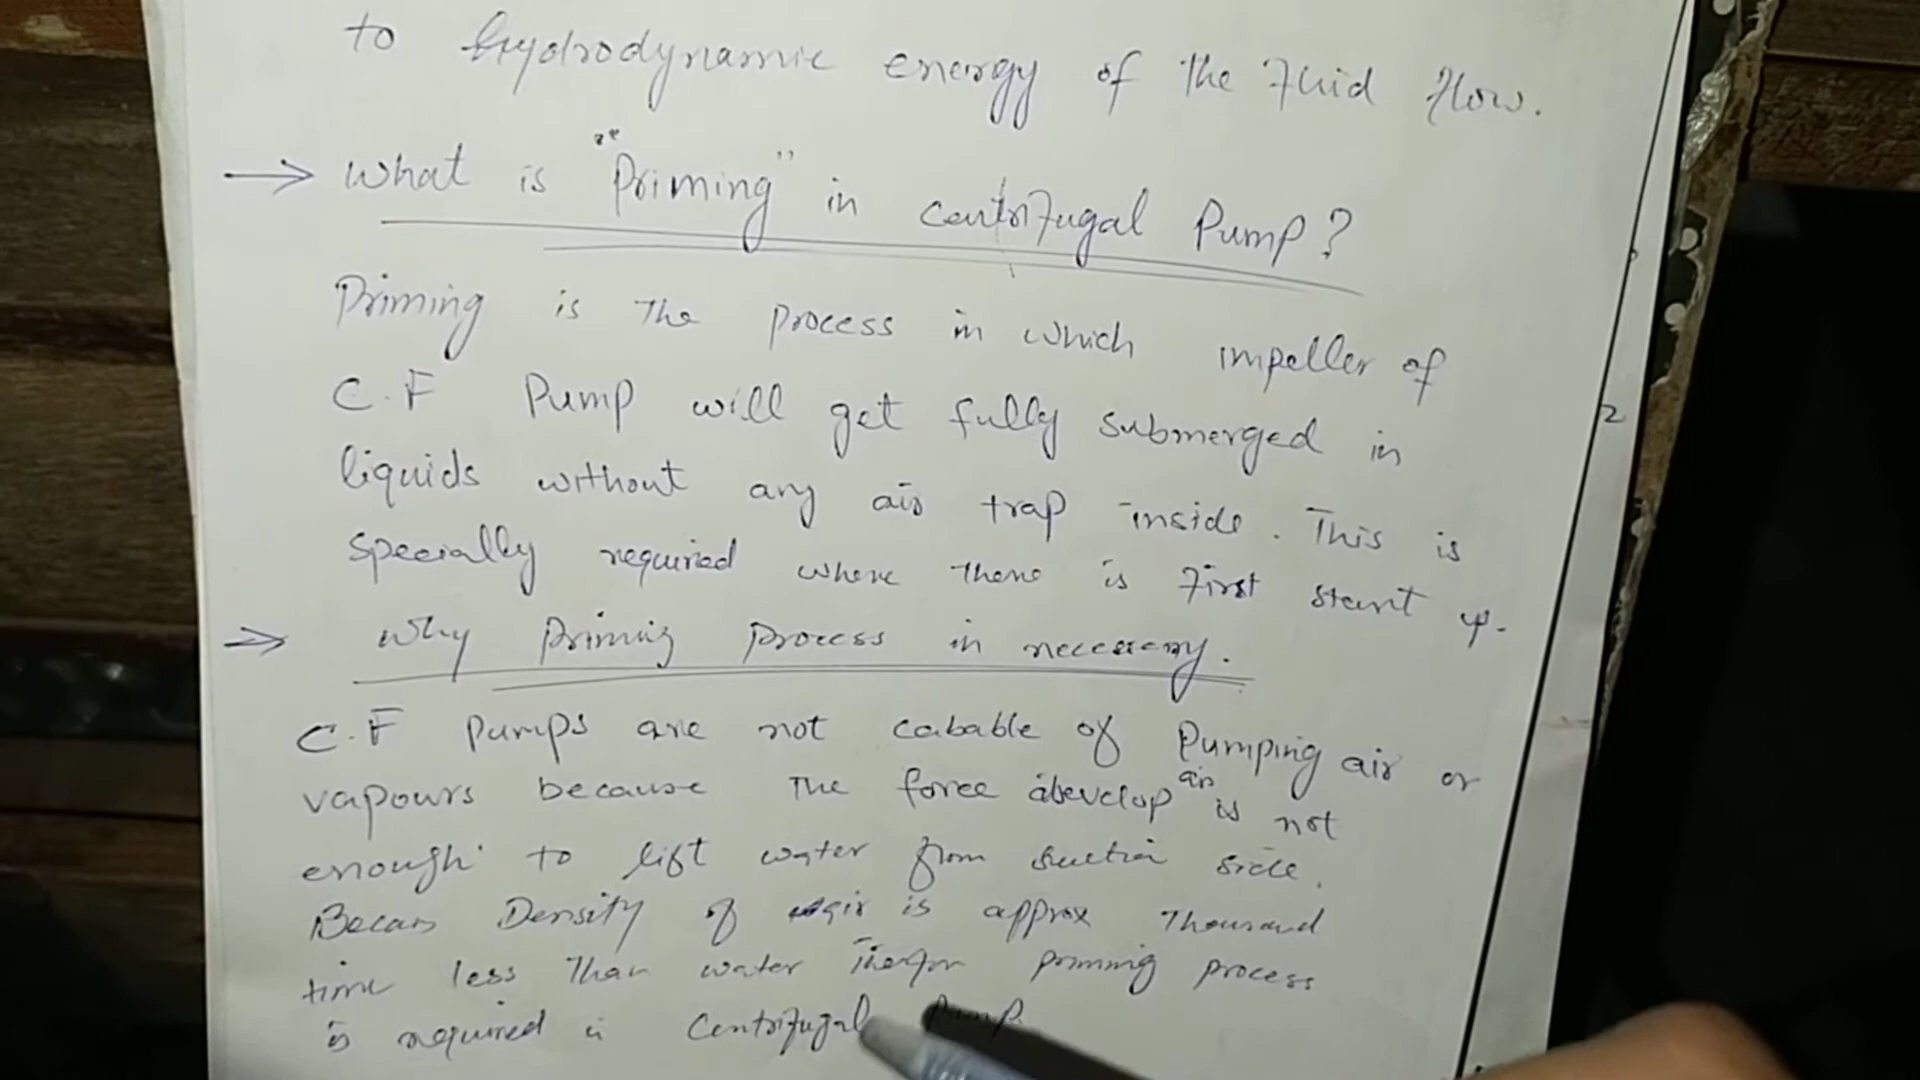 to hydrodynamic energy of the fluid flow.
→ What is "Priming" in centrifugal Pump?
Priming is the process in which impeller of
C.F Pump will get fully submerged in
liquids without any air trap inside. This is
specially required where there is first start up.
⇒ Why Priming process in necessary.
C.F Pumps are not cabable of Pumping air or
vapours because the force develop air is not
enough to lift water from suction side.
Becaus Density of air is approx Thousand
time less than water Therfor priming process
is required in Centrifugal Pump.
2